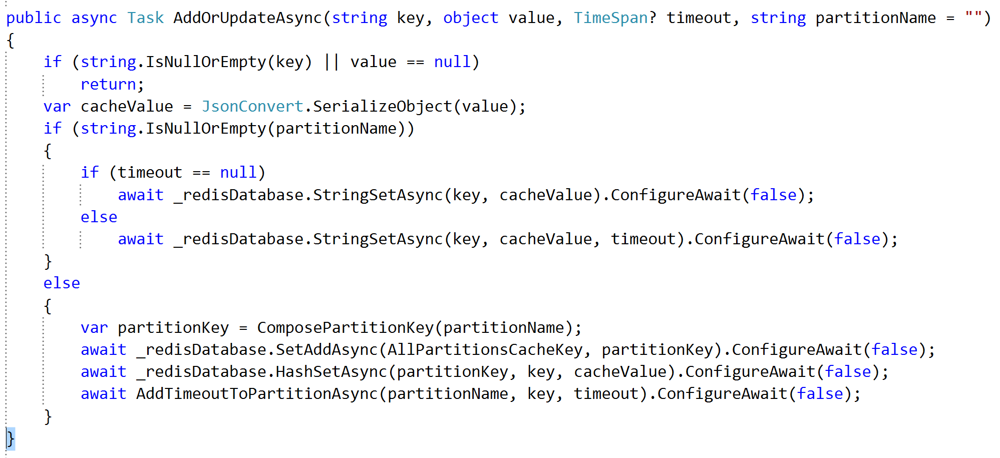 public async Task AddOrUpdateAsync(string key, object value, TimeSpan? timeout, string partitionName = "")
{
    if (string.IsNullOrEmpty(key) || value == null)
        return;
    var cacheValue = JsonConvert.SerializeObject(value);
    if (string.IsNullOrEmpty(partitionName))
    {
        if (timeout == null)
            await _redisDatabase.StringSetAsync(key, cacheValue).ConfigureAwait(false);
        else
            await _redisDatabase.StringSetAsync(key, cacheValue, timeout).ConfigureAwait(false);
    }
    else
    {
        var partitionKey = ComposePartitionKey(partitionName);
        await _redisDatabase.SetAddAsync(AllPartitionsCacheKey, partitionKey).ConfigureAwait(false);
        await _redisDatabase.HashSetAsync(partitionKey, key, cacheValue).ConfigureAwait(false);
        await AddTimeoutToPartitionAsync(partitionName, key, timeout).ConfigureAwait(false);
    }
}